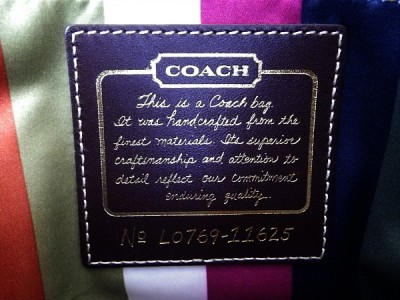 COACH
This is a Coach bag.
It was handcrafted from the
finest materials. Its superior
craftsmanship and attention to
detail reflect our commitment
enduring quality.
No L0769-11625